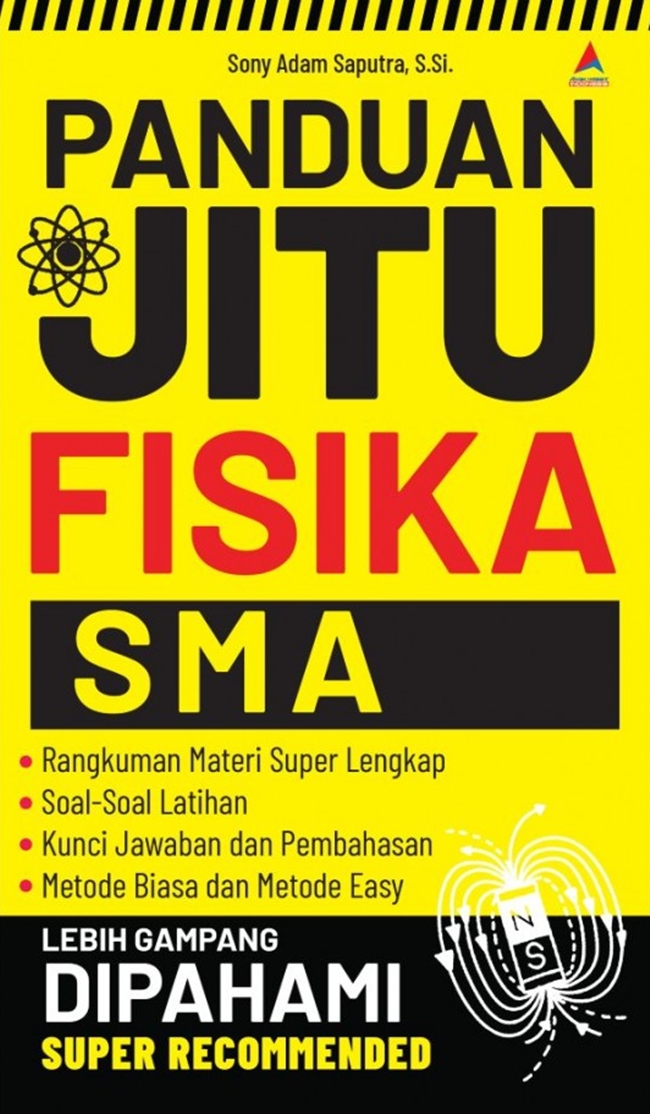 Sony Adam Saputra, S.Si.
PANDUAN
JITU
FISIKA
SMA
• Rangkuman Materi Super Lengkap
• Soal-Soal Latihan
• Kunci Jawaban dan Pembahasan
• Metode Biasa dan Metode Easy
N
S
LEBIH GAMPANG
DIPAHAMI
SUPER RECOMMENDED